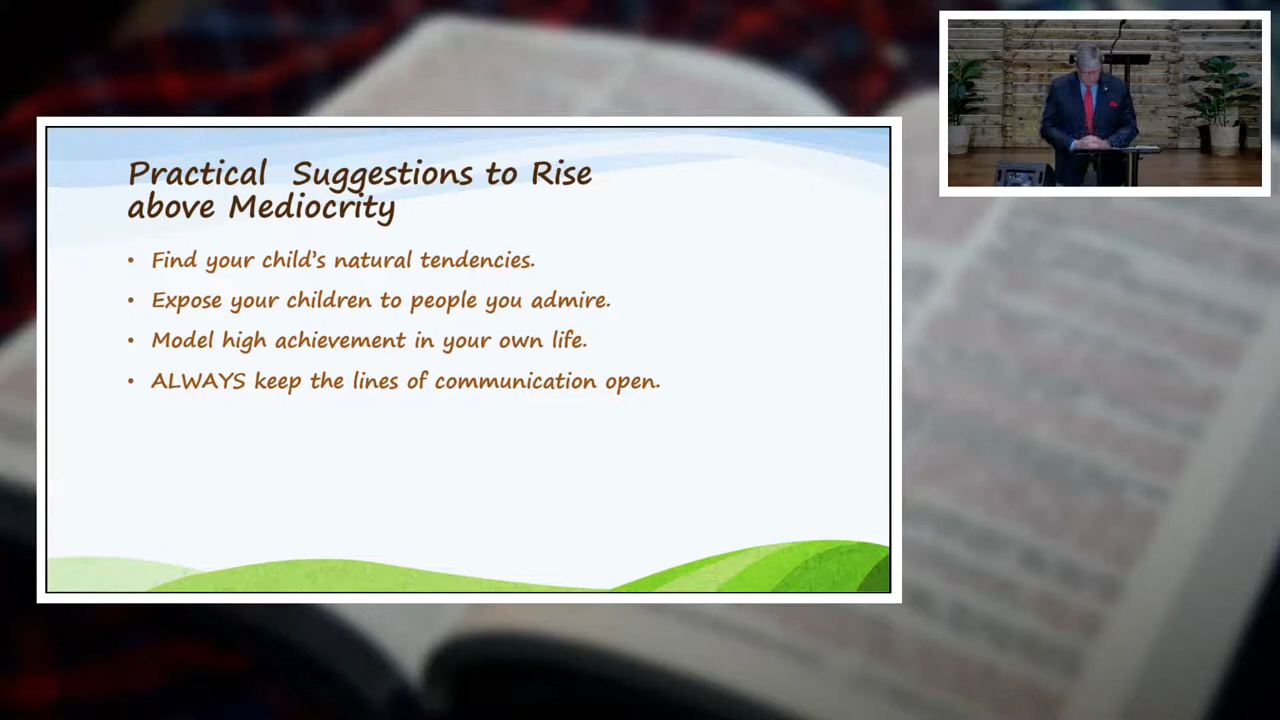 Practical  Suggestions to Rise
above Mediocrity
• Find your child’s natural tendencies.
• Expose your children to people you admire.
• Model high achievement in your own life.
• ALWAYS keep the lines of communication open.